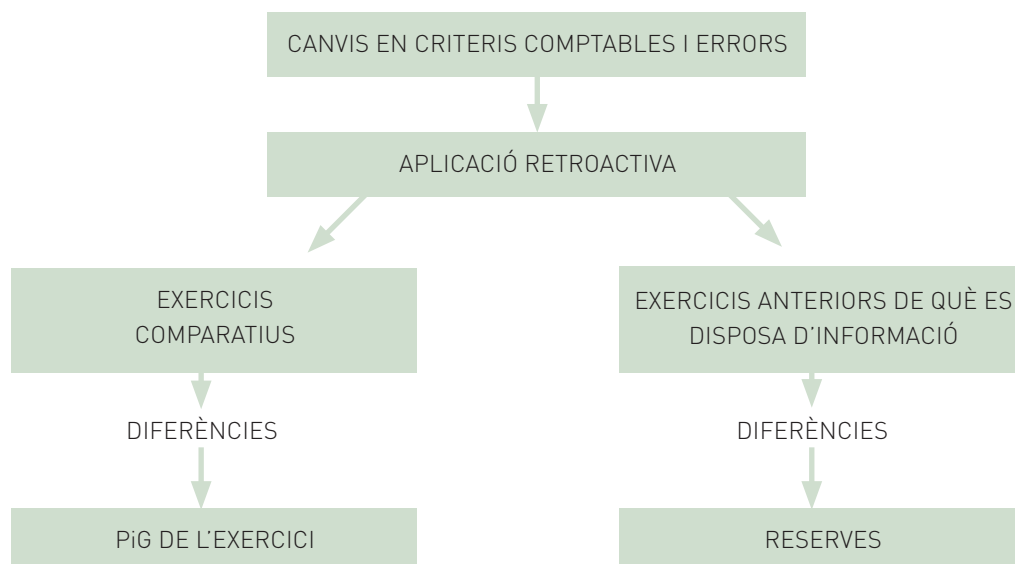 CANVIS EN CRITERIS COMPTABLES I ERRORS
APLICACIÓ RETROACTIVA
EXERCICIS
COMPARATIUS
EXERCICIS ANTERIORS DE QUÈ ES
DISPOSA D'INFORMACIÓ
DIFERÈNCIES
DIFERÈNCIES
PiG DE L'EXERCICI
RESERVES